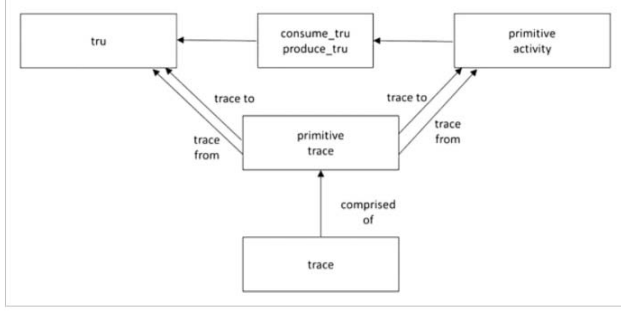 tru
consume_tru
produce_tru
primitive
activity
trace to
trace to
trace
from
trace
from
primitive
trace
comprised
of
trace